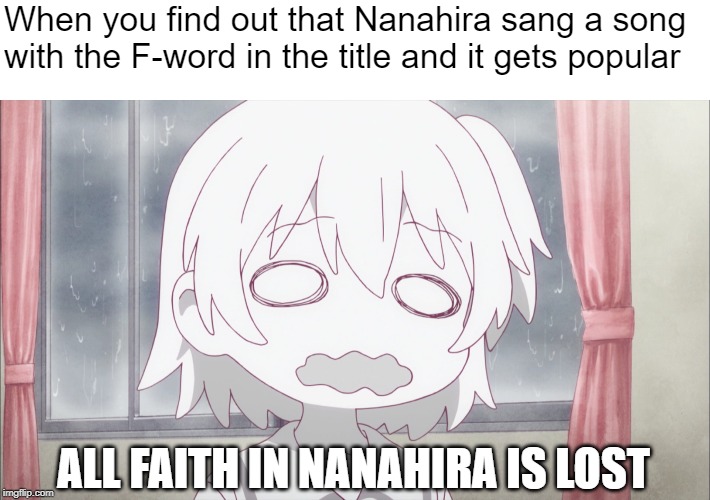 When you find out that Nanahira sang a song
with the F-word in the title and it gets popular
ALL FAITH IN NANAHIRA IS LOST
imgflip.com